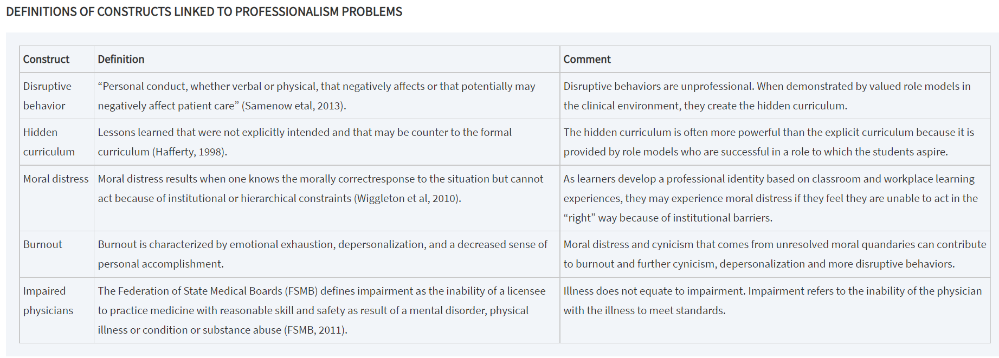 DEFINITIONS OF CONSTRUCTS LINKED TO PROFESSIONALISM PROBLEMS
Construct Definition Comment
Disruptive
behavior
“Personal conduct, whether verbal or physical, that negatively affects or that potentially may
negatively affect patient care” (Samenow etal, 2013).
Disruptive behaviors are unprofessional. When demonstrated by valued role models in
the clinical environment, they create the hidden curriculum.
Hidden
curriculum
Lessons learned that were not explicitly intended and that may be counter to the formal
curriculum (Hafferty, 1998).
The hidden curriculum is often more powerful than the explicit curriculum because it is
provided by role models who are successful in a role to which the students aspire.
Moral distress
Moral distress results when one knows the morally correctresponse to the situation but cannot
act because of institutional or hierarchical constraints (Wiggleton et al, 2010).
As learners develop a professional identity based on classroom and workplace learning
experiences, they may experience moral distress if they feel they are unable to act in the
“right” way because of institutional barriers.
Burnout
Burnout is characterized by emotional exhaustion, depersonalization, and a decreased sense of
personal accomplishment.
Moral distress and cynicism that comes from unresolved moral quandaries can contribute
to burnout and further cynicism, depersonalization and more disruptive behaviors.
Impaired
physicians
The Federation of State Medical Boards (FSMB) defines impairment as the inability of a licensee
to practice medicine with reasonable skill and safety as result of a mental disorder, physical
illness or condition or substance abuse (FSMB, 2011).
Illness does not equate to impairment. Impairment refers to the inability of the physician
with the illness to meet standards.